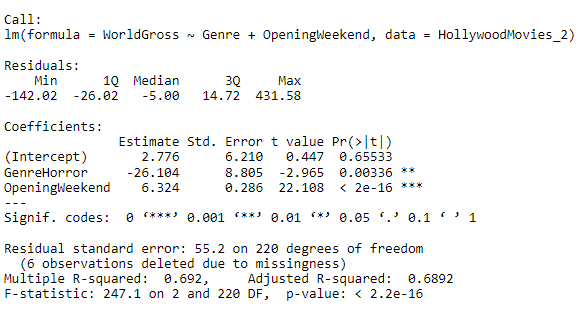 Call:
lm(formula = WorldGross ~ Genre + OpeningWeekend, data = HollywoodMovies_2)
Residuals:
Min 1Q Median 3Q Max
-142.02 -26.02 -5.00 14.72 431.58
Coefficients:
Estimate Std. Error t value Pr(>|t|)
(Intercept) 2.776 6.210 0.447 0.65533
GenreHorror -26.104 8.805 -2.965 0.00336 **
OpeningWeekend 6.324 0.286 22.108 < 2e-16 ***
---
Signif. codes: 0 ‘***’ 0.001 ‘**’ 0.01 ‘*’ 0.05 ‘.’ 0.1 ‘ ’ 1
Residual standard error: 55.2 on 220 degrees of freedom
(6 observations deleted due to missingness)
Multiple R-squared: 0.692, Adjusted R-squared: 0.6892
F-statistic: 247.1 on 2 and 220 DF, p-value: < 2.2e-16